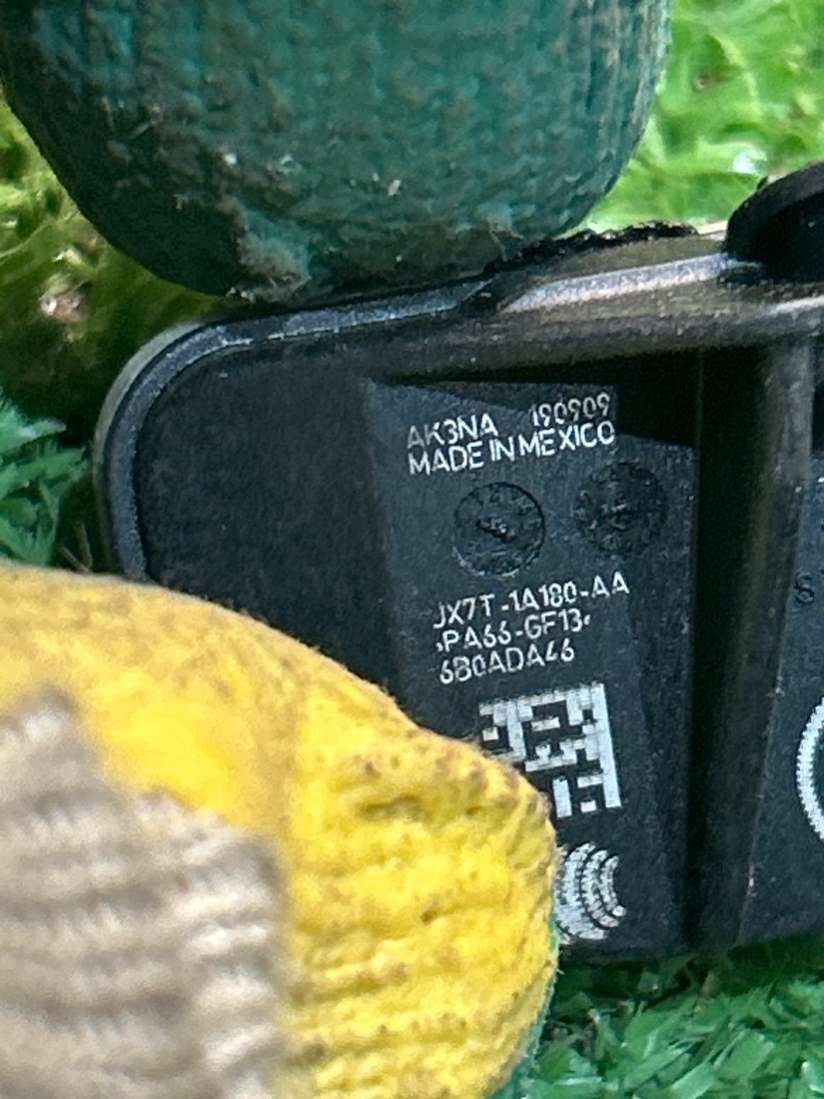 AK3NA 190909
MADE IN MEXICO
JX7T-1A180-AA
>PA66-GF13<
6B0ADA46